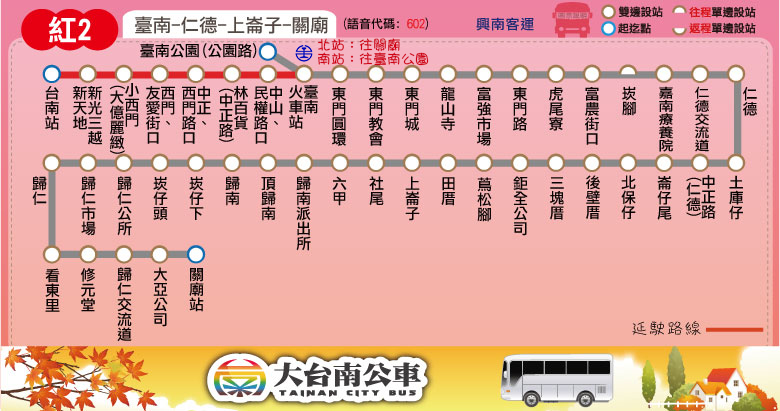 紅2
臺南-仁德-上崙子-關廟
(語音代碼: 602)
興南客運
雙邊設站
往程單邊設站
起迄點
返程單邊設站
臺南公園(公園路)
北站：往關廟
南站：往臺南公園
台南站
新光三越
新天地
小西門
(大億麗緻)
西門、
友愛街口
中正、
西門路口
林百貨
(中正路)
中山、
民權路口
臺南
火車站
東門圓環
東門教會
東門城
龍山寺
富強市場
東門路
虎尾寮
富農街口
崁腳
嘉南療養院
仁德交流道
仁德
歸仁
歸仁市場
歸仁公所
崁仔頭
崁仔下
歸南
頂歸南
歸南派出所
六甲
社尾
上崙子
田厝
蔦松腳
鉅全公司
三塊厝
後壁厝
北保仔
崙仔尾
中正路
(仁德)
土庫仔
看東里
修元堂
歸仁交流道
大亞公司
關廟站
延駛路線
大台南公車
TAINAN CITY BUS